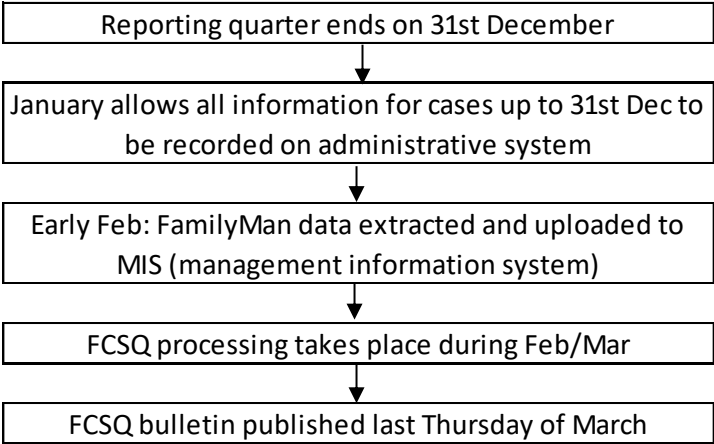 Reporting quarter ends on 31st December
January allows all information for cases up to 31st Dec to
be recorded on administrative system
Early Feb: FamilyMan data extracted and uploaded to
MIS (management information system)
FCSQ processing takes place during Feb/Mar
FCSQ bulletin published last Thursday of March